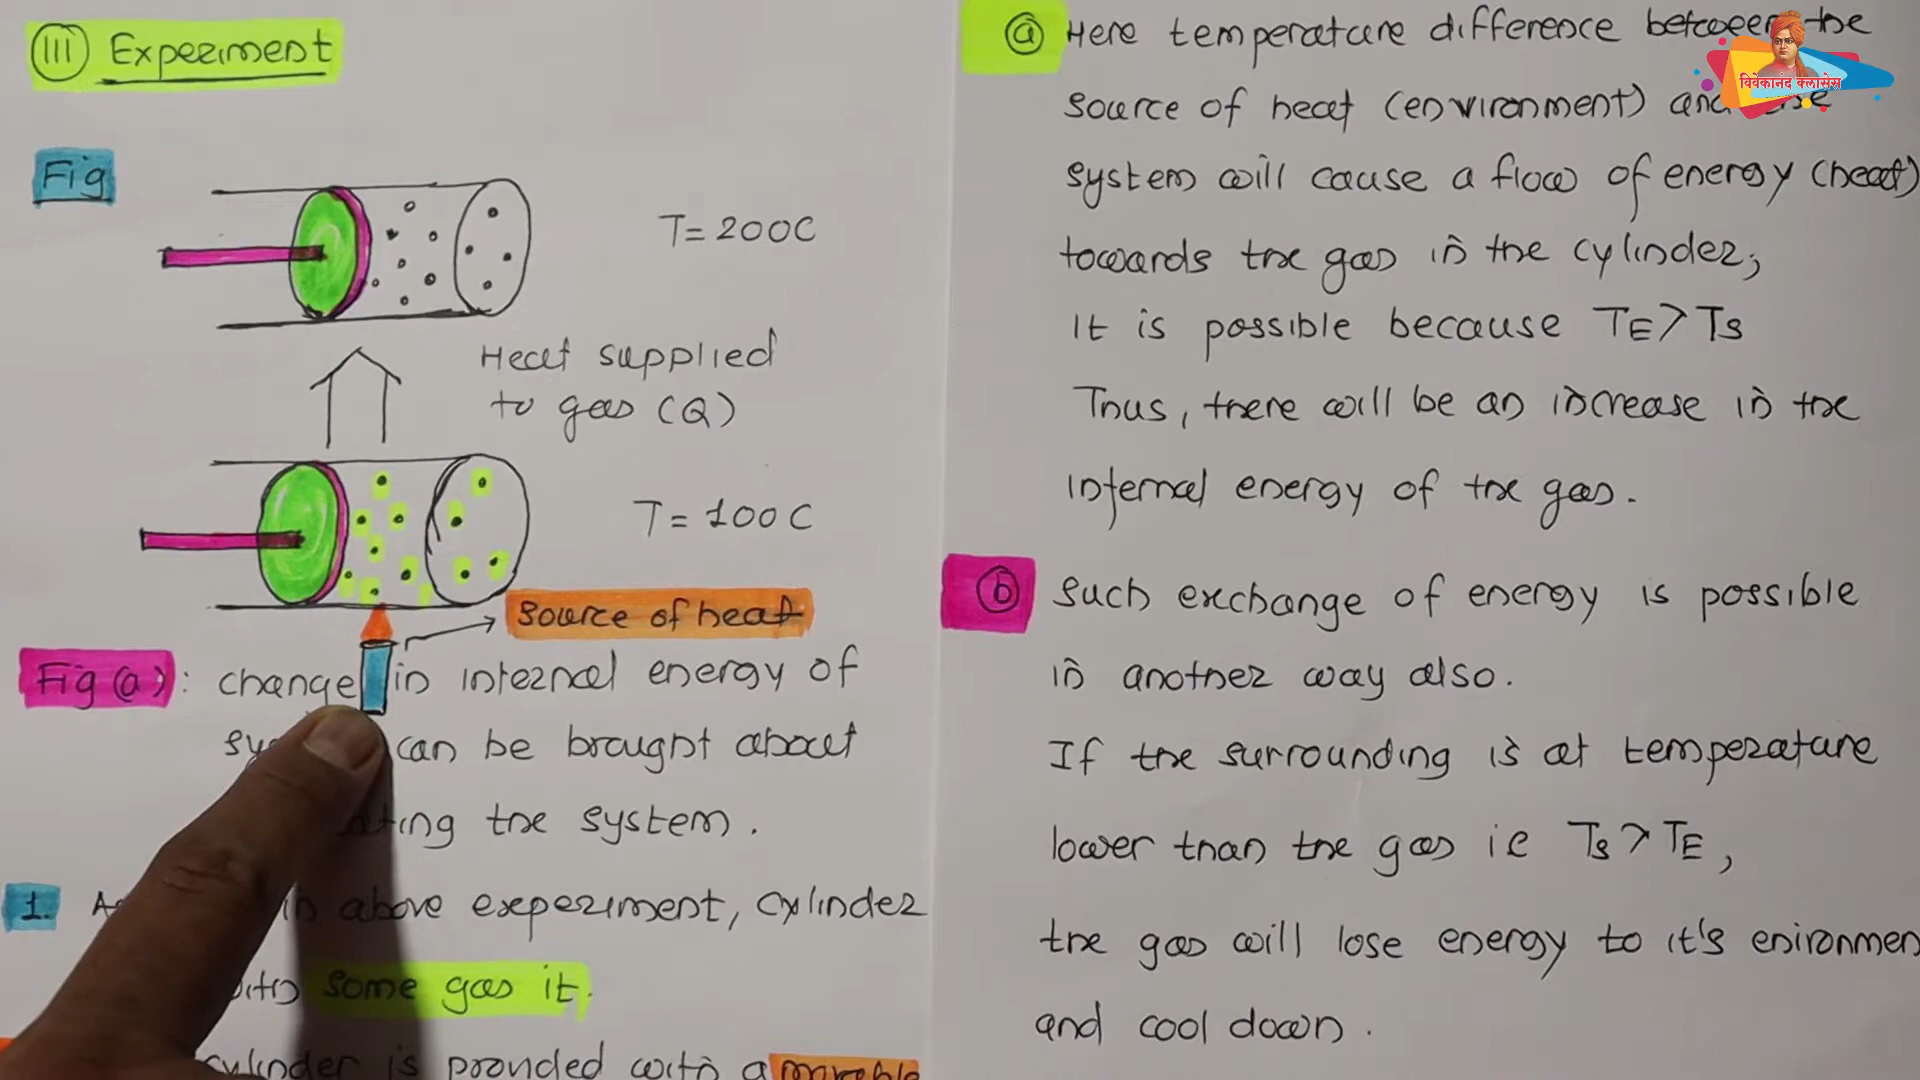 III Experiment
Fig
T= 200C
Heat supplied
to gas (Q)
T= 100C
source of heat
Fig (a): change in internal energy of
can be brought about
the system.
1. in above experiment, cylinder
some gas it.
cylinder is provided with a movable
a Here temperature difference between the
source of heat (environment) and
system will cause a flow of energy (heat)
towards the gas in the cylinder;
It is possible because TE > Ts
Thus, there will be an increase in the
internal energy of the gas.
b such exchange of energy is possible
in another way also.
If the surrounding is at temperature
lower than the gas ie Ts > TE,
the gas will lose energy to it's enironmen
and cool down.
विवेकानंद क्लासेस